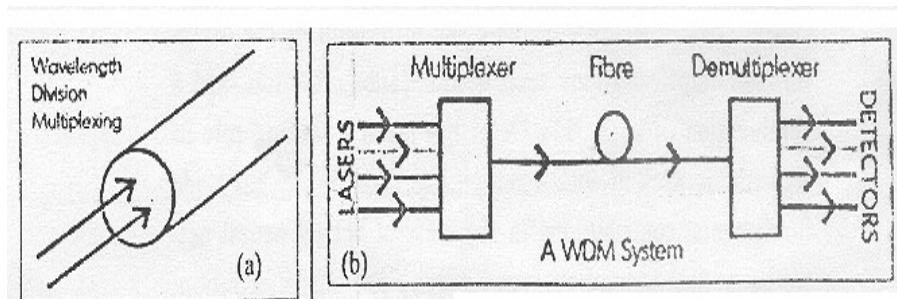 Wavelength
Division
Multiplexing
(a)
Multiplexer
Fibre
Demultiplexer
LASERS
DETECTORS
A WDM System
(b)